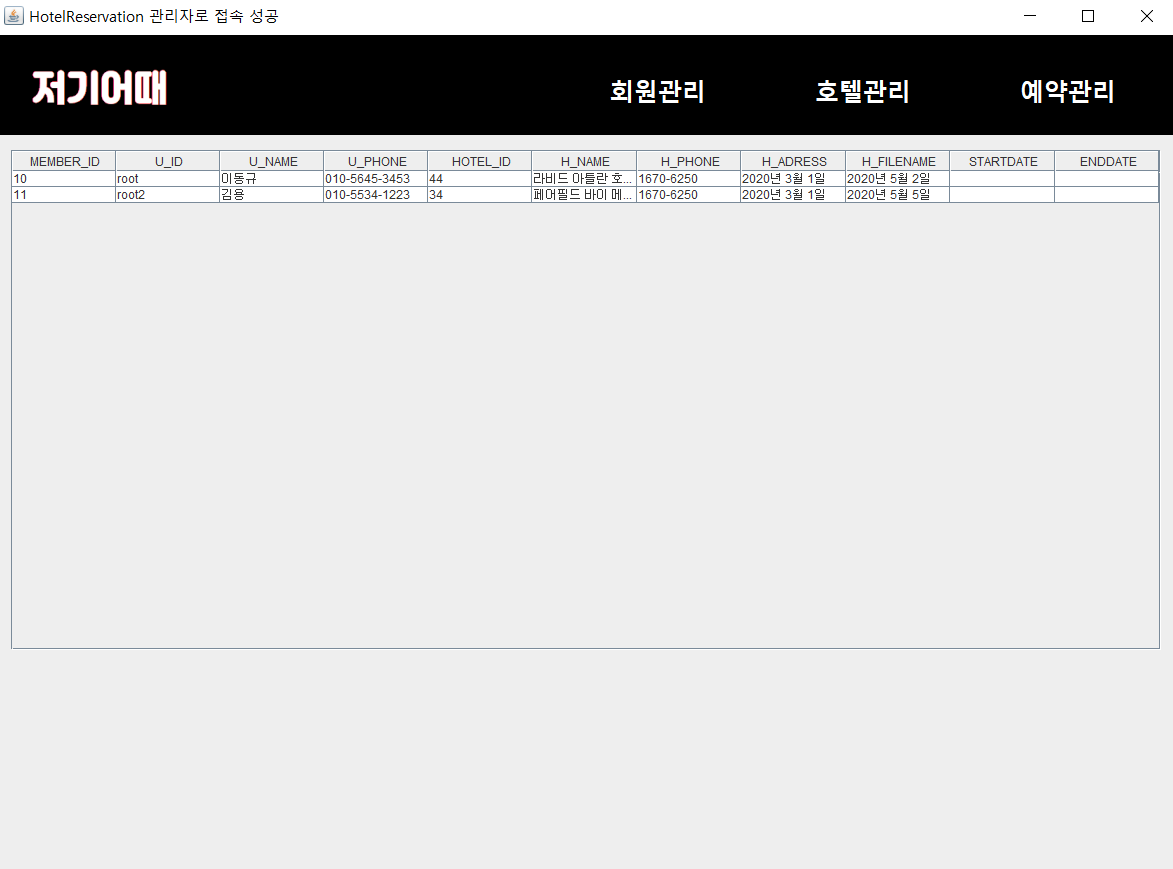 HotelReservation 관리자로 접속 성공
저기어때 회원관리 호텔관리 예약관리
MEMBER_ID U_ID U_NAME U_PHONE HOTEL_ID H_NAME H_PHONE H_ADRESS H_FILENAME STARTDATE ENDDATE
10 root 이동규 010-5645-3453 44 라비드 아틀란 호... 1670-6250 2020년 3월 1일 2020년 5월 2일
11 root2 김용 010-5534-1223 34 페어필드 바이 메... 1670-6250 2020년 3월 1일 2020년 5월 5일